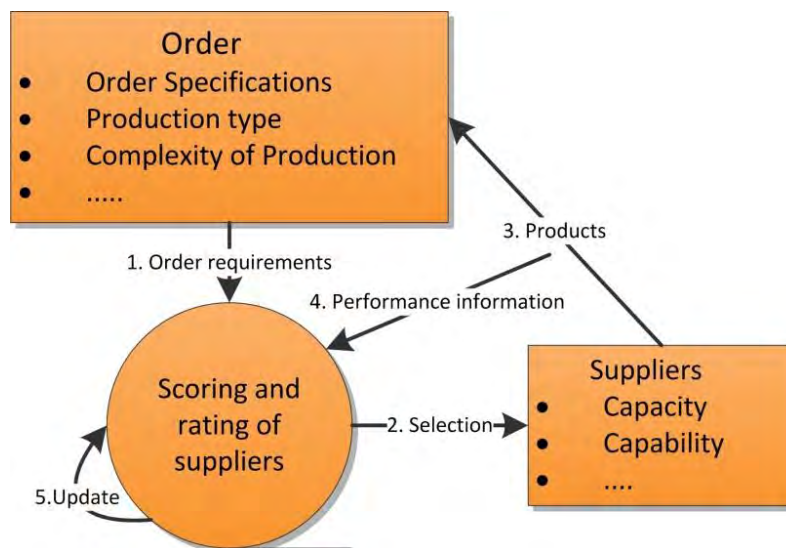 Order
• Order Specifications
• Production type
• Complexity of Production
• .....
1. Order requirements
3. Products
4. Performance information
Scoring and
rating of
suppliers
2. Selection
Suppliers
• Capacity
• Capability
• ....
5.Update